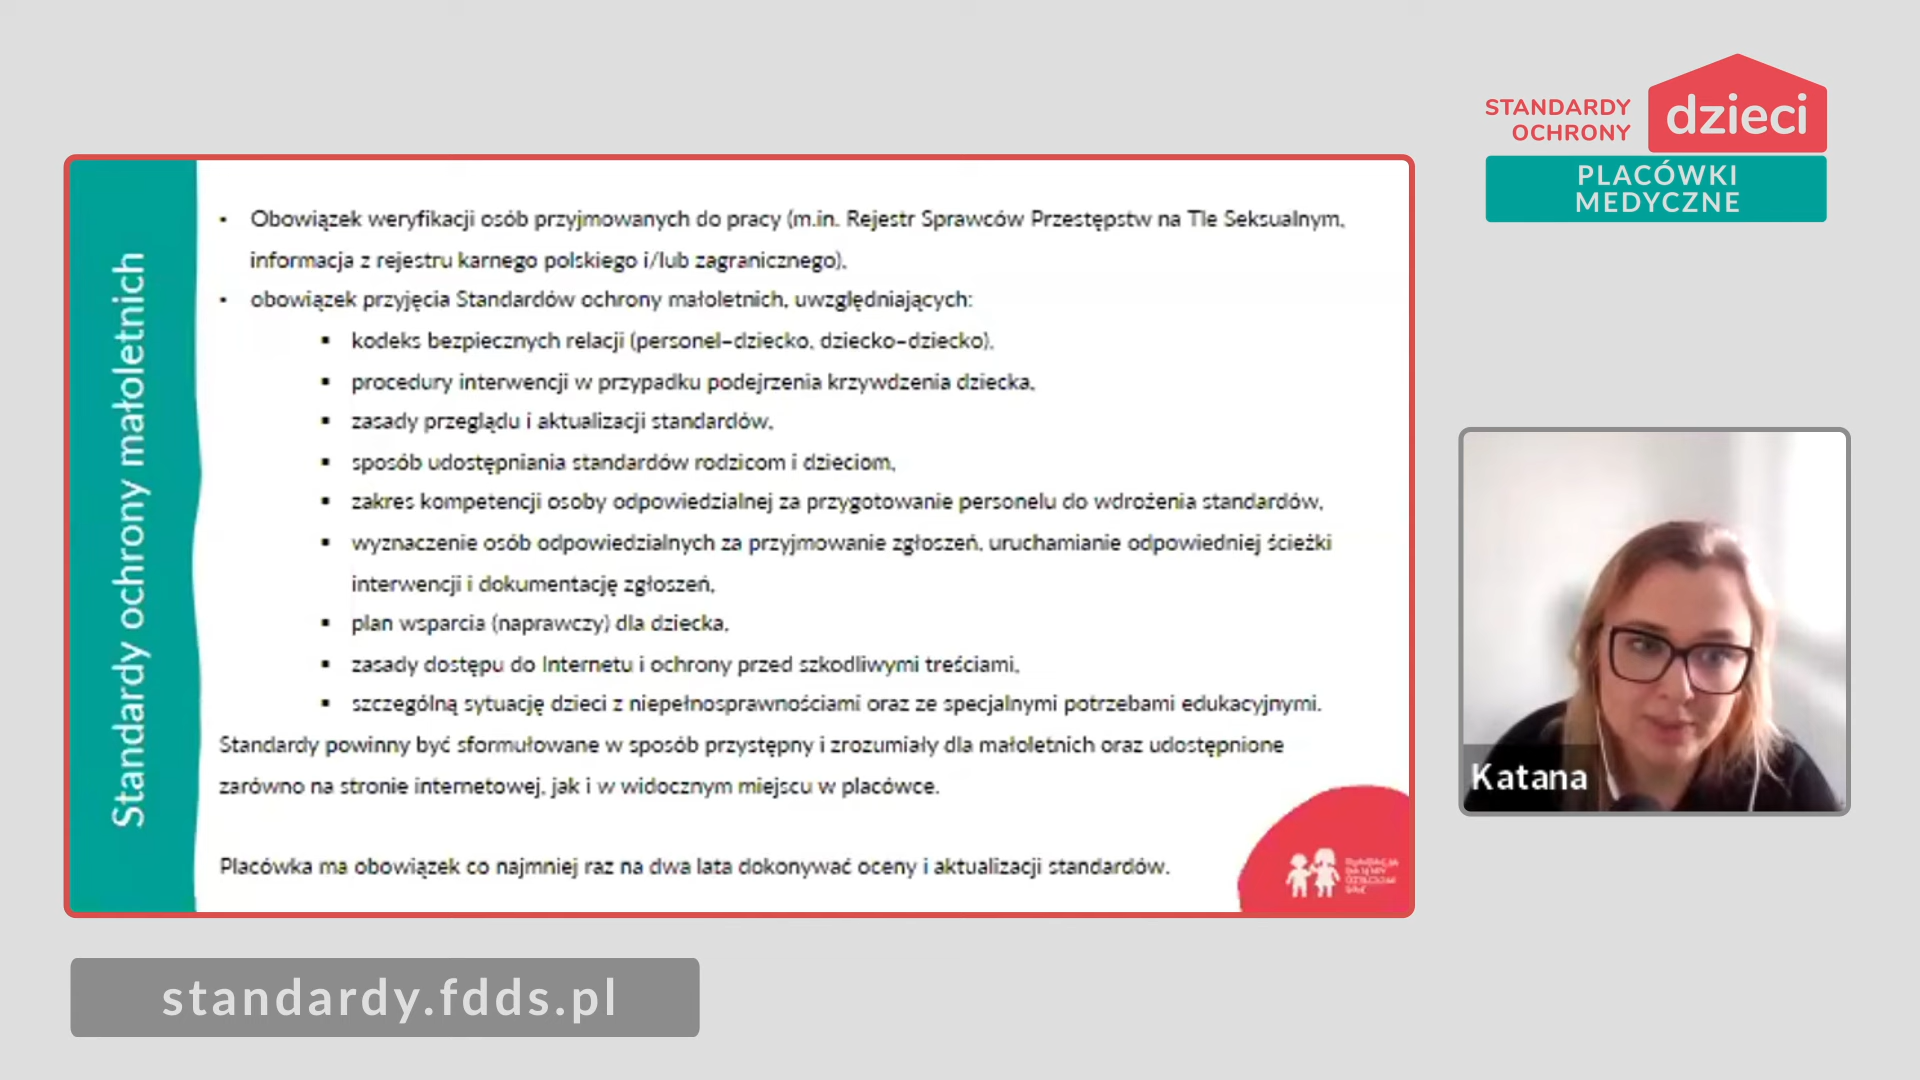 STANDARDY
OCHRONY
dzieci
PLACÓWKI
MEDYCZNE
Standardy ochrony małoletnich
• Obowiązek weryfikacji osób przyjmowanych do pracy (m.in. Rejestr Sprawców Przestępstw na Tle Seksualnym,
informacja z rejestru karnego polskiego i/lub zagranicznego),
• obowiązek przyjęcia Standardów ochrony małoletnich, uwzględniających:
▪ kodeks bezpiecznych relacji (personel–dziecko, dziecko–dziecko),
▪ procedury interwencji w przypadku podejrzenia krzywdzenia dziecka,
▪ zasady przeglądu i aktualizacji standardów,
▪ sposób udostępniania standardów rodzicom i dzieciom,
▪ zakres kompetencji osoby odpowiedzialnej za przygotowanie personelu do wdrożenia standardów,
▪ wyznaczenie osób odpowiedzialnych za przyjmowanie zgłoszeń, uruchamianie odpowiedniej ścieżki
interwencji i dokumentację zgłoszeń,
▪ plan wsparcia (naprawczy) dla dziecka,
▪ zasady dostępu do Internetu i ochrony przed szkodliwymi treściami,
▪ szczególną sytuację dzieci z niepełnosprawnościami oraz ze specjalnymi potrzebami edukacyjnymi.
Standardy powinny być sformułowane w sposób przystępny i zrozumiały dla małoletnich oraz udostępnione
zarówno na stronie internetowej, jak i w widocznym miejscu w placówce.
Placówka ma obowiązek co najmniej raz na dwa lata dokonywać oceny i aktualizacji standardów.
Katana
standardy.fdds.pl